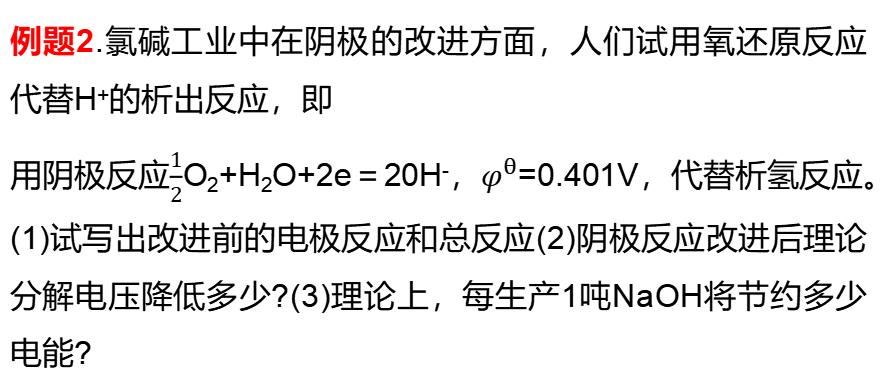 例题2.氯碱工业中在阴极的改进方面，人们试用氧还原反应
代替H⁺的析出反应，即
用阴极反应½O₂+H₂O+2e = 20H⁻，φ^θ=0.401V，代替析氢反应。
(1)试写出改进前的电极反应和总反应(2)阴极反应改进后理论
分解电压降低多少?(3)理论上，每生产1吨NaOH将节约多少
电能?